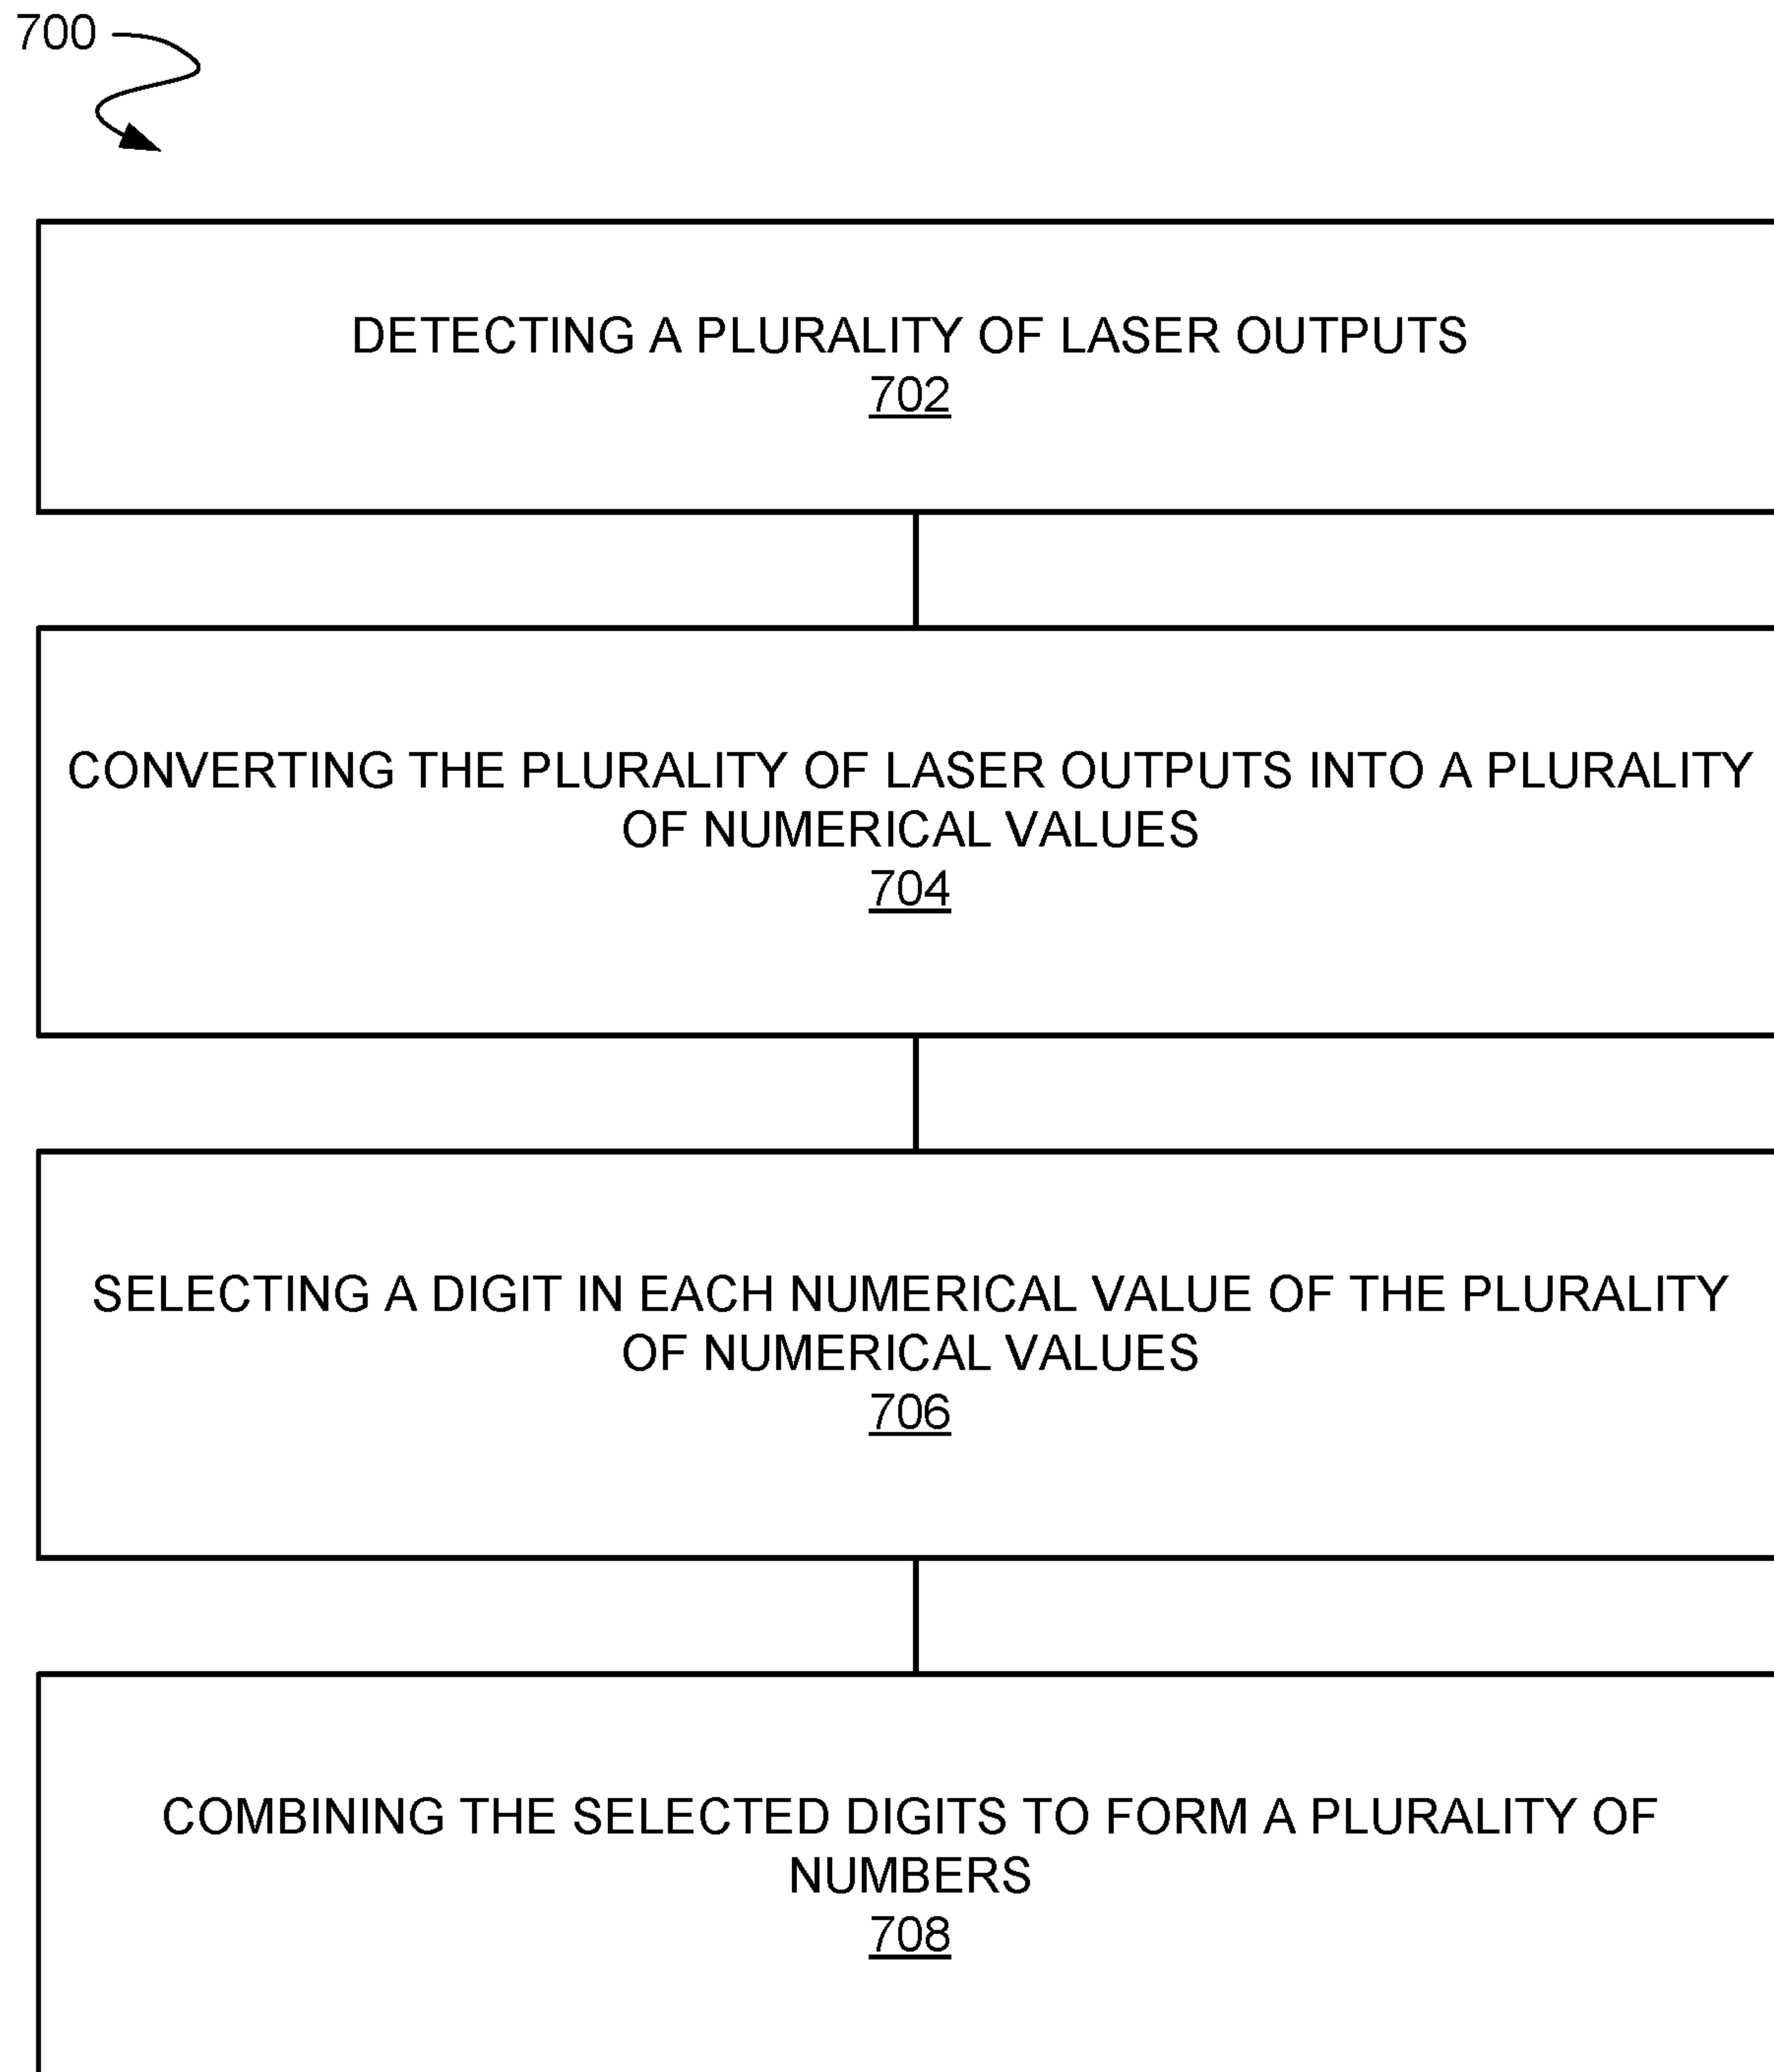 700
DETECTING A PLURALITY OF LASER OUTPUTS
702
CONVERTING THE PLURALITY OF LASER OUTPUTS INTO A PLURALITY
OF NUMERICAL VALUES
704
SELECTING A DIGIT IN EACH NUMERICAL VALUE OF THE PLURALITY
OF NUMERICAL VALUES
706
COMBINING THE SELECTED DIGITS TO FORM A PLURALITY OF
NUMBERS
708